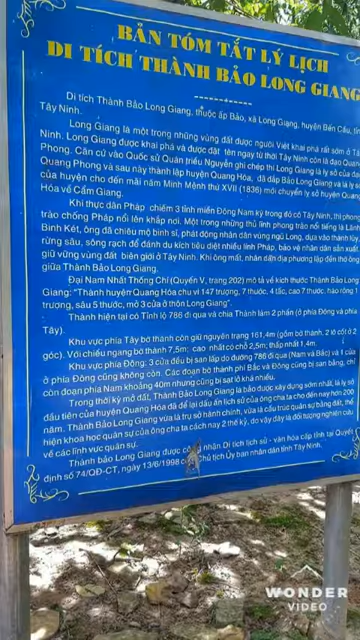 BẢN TÓM TẮT LÝ LỊCH
DI TÍCH THÀNH BẢO LONG GIANG
Di tích Thành Bảo Long Giang, thuộc ấp Bảo, xã Long Giang, huyện Bến Cầu,
Tây Ninh.
Long Giang là một trong những vùng đất được người Việt khai phá rất sớm ở
Ninh. Long Giang được khai phá và được đặt tên ngay từ thời Tây Ninh còn là đạo Quang
Phong. Căn cứ vào Quốc sử Quán triều Nguyễn ghi chép thì Long Giang là lỵ sở của đạo
Quang Phong và sau này thành lập huyện Quang Hóa, đã đắp Bảo Long Giang và là lỵ
của huyện cho đến mãi năm Minh Mệnh thứ XVII (1836) mới chuyển lỵ sở huyện Quang
Hóa về Cẩm Giang.
Khi thực dân Pháp chiếm 3 tỉnh miền Đông Nam kỳ trong đó có Tây Ninh, thì phong
trào chống Pháp nổi lên khắp nơi. Một trong những thủ lĩnh phong trào nổi tiếng là Lãnh
Binh Két, ông đã chiêu mộ binh sĩ, phát động nhân dân vùng ngũ Long, dựa vào thành lũy,
rừng sâu, sông rạch để đánh du kích tiêu diệt nhiều lính Pháp, bảo vệ nhân dân sản xuất,
giữ vững vùng đất biên giới ở Tây Ninh. Khi ông mất, nhân dân địa phương lập đền thờ ông
giữa Thành Bảo Long Giang.
Đại Nam Nhất Thống Chí (Quyển V, trang 202) mô tả về kích thước Thành Bảo Long
Giang: "Thành huyện Quang Hóa chu vi 147 trượng, 7 thước, 4 tấc, cao 7 thước, hào rộng 1
trượng, sâu 5 thước, mở 3 cửa ở thôn Long Giang".
Thành hiện tại có Tỉnh lộ 786 đi qua và chia Thành làm 2 phần (ở phía Đông và phía
Tây).
Khu vực phía Tây bờ thành còn giữ nguyên trạng 161,4m (gồm bờ thành, 2 lô cốt ở 2
góc). Với chiều ngang bờ thành 7,5m; cao nhất có chỗ 2,5m; thấp nhất 1,4m.
Khu vực phía Đông: 3 cửa đều bị san lấp do đường 786 đi qua (Nam và Bắc) và 1 cửa
ở phía Đông cũng không còn. Các đoạn bờ thành phí Bắc và Đông cũng bị san bằng, chỉ
còn đoạn phía Nam khoảng 40m nhưng cũng bị sạt lở khá nhiều.
Trong thời kỳ mở đất, Thành Bảo Long Giang là bảo được xây dựng sớm nhất, là lỵ sở
đầu tiên của huyện Quang Hóa đã để lại dấu ấn lịch sử của ông cha ta cho đến nay hơn 200
năm. Thành Bảo Long Giang vừa là trụ sở hành chính, vừa là cấu trúc quân sự bằng đất, thể
hiện khoa học quân sự của ông cha ta cách nay 2 thế kỷ, do vậy đây là đối tượng nghiên cứu
về các lĩnh vực quân sự.
Thành bảo Long Giang được nhận Di tích lịch sử - văn hóa cấp tỉnh tại Quyết
định số 74/QĐ-CT, ngày 13/6/1998 Chủ tịch Ủy ban nhân dân tỉnh Tây Ninh.
WONDER
VIDEO